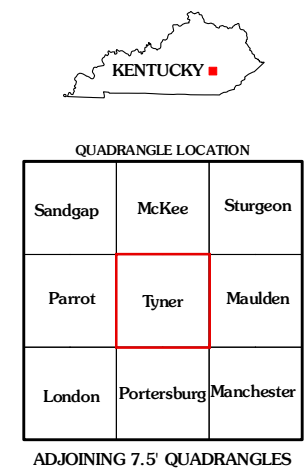 KENTUCKY
QUADRANGLE LOCATION
Sandgap McKee Sturgeon
Parrot Tyner Maulden
London Portersburg Manchester
ADJOINING 7.5' QUADRANGLES